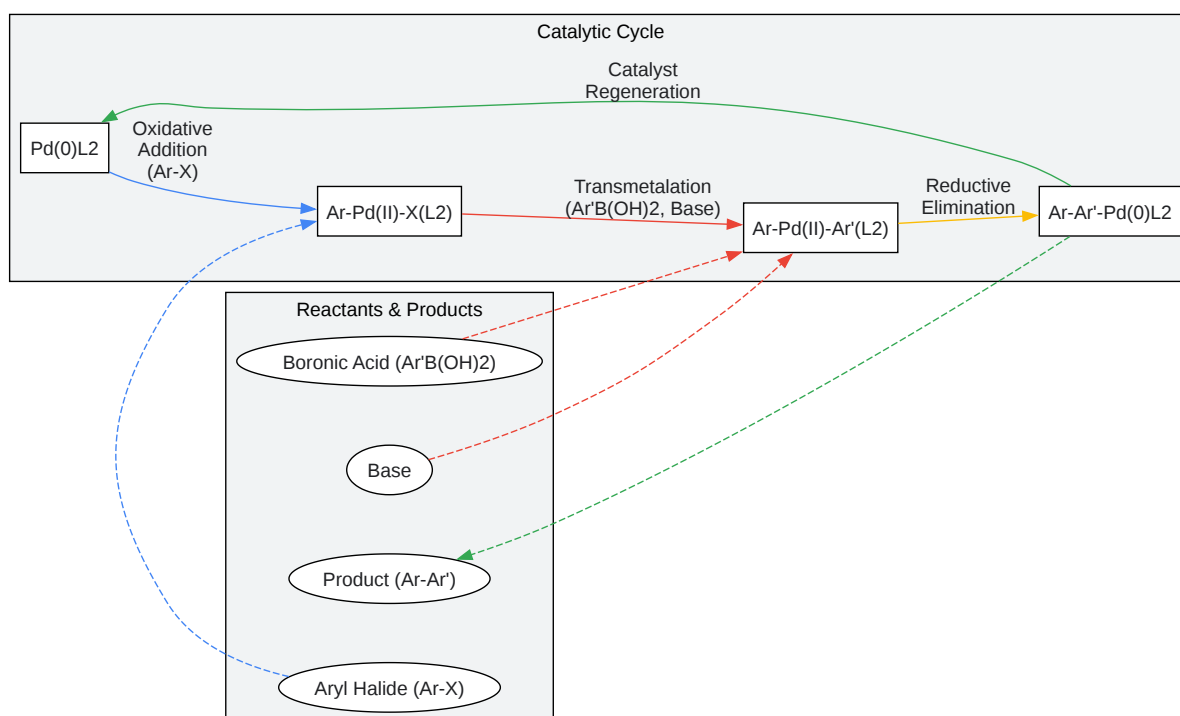 Catalytic Cycle
Catalyst
Regeneration
Pd(0)L2
Oxidative
Addition
(Ar-X)
Ar-Pd(II)-X(L2)
Transmetalation
(Ar'B(OH)2, Base)
Ar-Pd(II)-Ar'(L2)
Reductive
Elimination
Ar-Ar'-Pd(0)L2
Reactants & Products
Boronic Acid (Ar'B(OH)2)
Base
Product (Ar-Ar')
Aryl Halide (Ar-X)